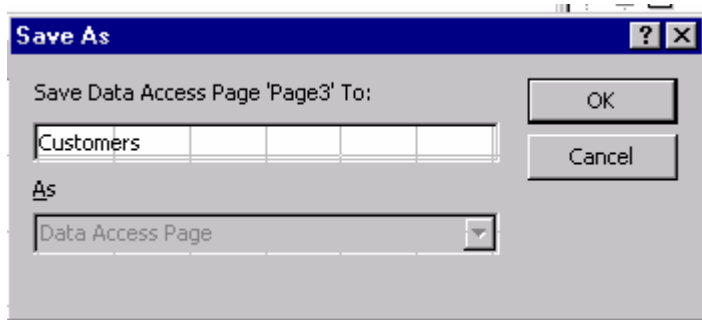 Save As
Save Data Access Page 'Page3' To:
OK
Customers
Cancel
As
Data Access Page